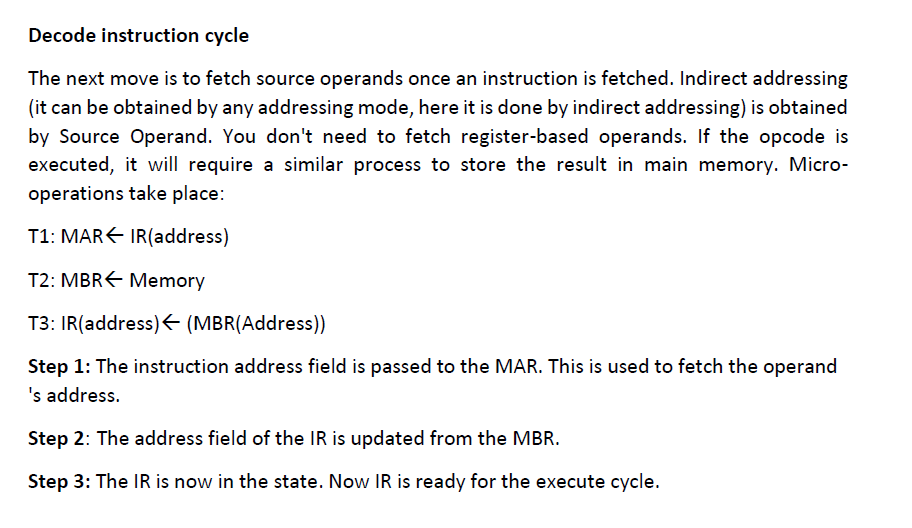 Decode instruction cycle
The next move is to fetch source operands once an instruction is fetched. Indirect addressing
(it can be obtained by any addressing mode, here it is done by indirect addressing) is obtained
by Source Operand. You don't need to fetch register-based operands. If the opcode is
executed, it will require a similar process to store the result in main memory. Micro-
operations take place:
T1: MAR← IR(address)
T2: MBR← Memory
T3: IR(address)← (MBR(Address))
Step 1: The instruction address field is passed to the MAR. This is used to fetch the operand
's address.
Step 2: The address field of the IR is updated from the MBR.
Step 3: The IR is now in the state. Now IR is ready for the execute cycle.